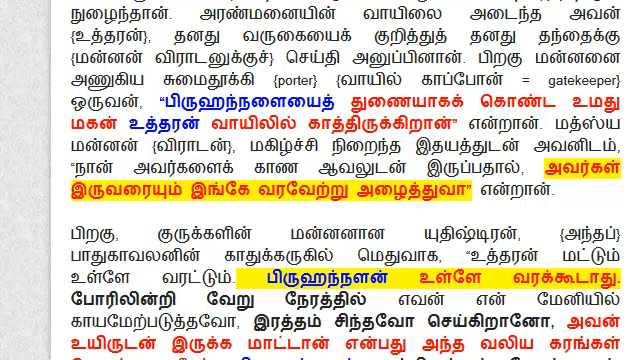 நுழைந்தான். அரண்மனையின் வாயிலை அடைந்த அவன்
{உத்தரன்}, தனது வருகையைக் குறித்துத் தனது தந்தைக்கு
{மன்னன் விராடனுக்குச்} செய்தி அனுப்பினான். பிறகு மன்னனை
அணுகிய சுமைதூக்கி {porter} {வாயில் காப்போன் = gatekeeper}
ஒருவன், “பிருஹந்நளையைத் துணையாகக் கொண்ட உமது
மகன் உத்தரன் வாயிலில் காத்திருக்கிறான்” என்றான். மத்ஸ்ய
மன்னன் {விராடன்}, மகிழ்ச்சி நிறைந்த இதயத்துடன் அவனிடம்,
“நான் அவர்களைக் காண ஆவலுடன் இருப்பதால், அவர்கள்
இருவரையும் இங்கே வரவேற்று அழைத்துவா” என்றான்.
பிறகு, குருக்களின் மன்னனான யுதிஷ்டிரன், {அந்தப்}
பாதுகாவலனின் காதுக்கருகில் மெதுவாக, “உத்தரன் மட்டும்
உள்ளே வரட்டும். பிருஹந்நளன் உள்ளே வரக்கூடாது.
போரிலின்றி வேறு நேரத்தில் எவன் என் மேனியில்
காயமேற்படுத்தவோ, இரத்தம் சிந்தவோ செய்கிறானோ, அவன்
உயிருடன் இருக்க மாட்டான் என்பது அந்த வலிய கரங்கள்